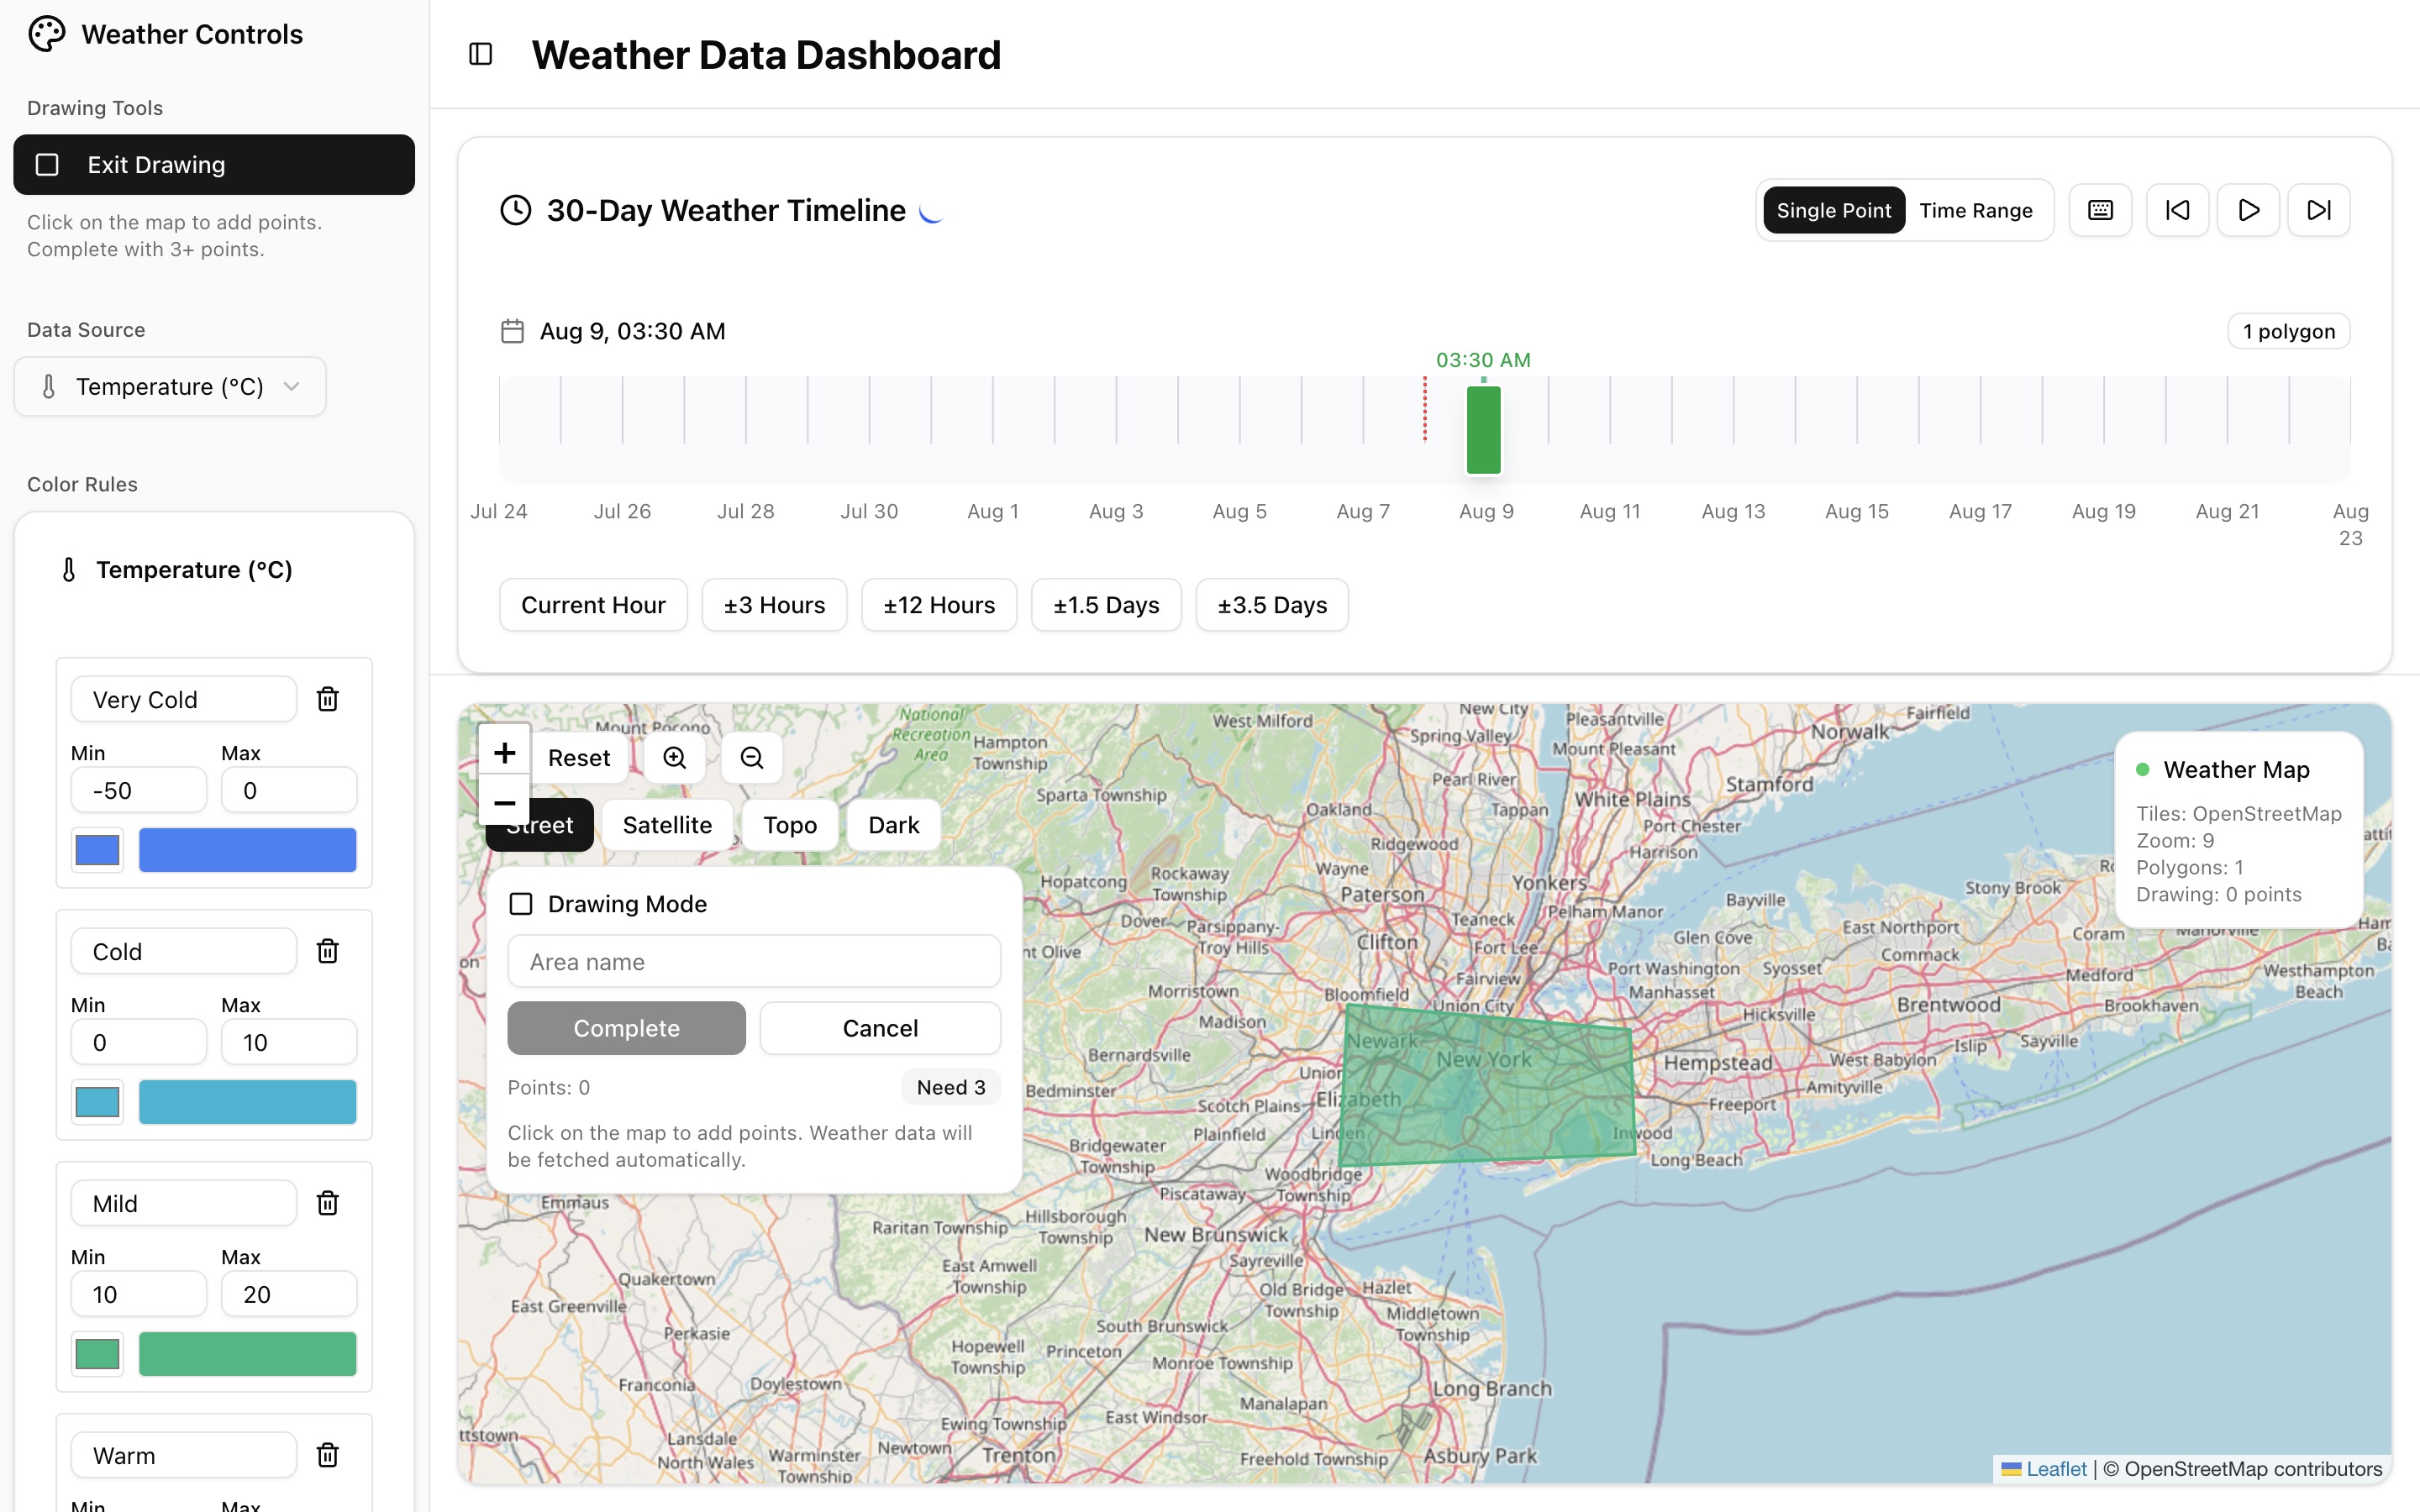 Weather Controls
Drawing Tools
Exit Drawing
Click on the map to add points.
Complete with 3+ points.
Data Source
Temperature (°C)
Color Rules
Temperature (°C)
Very Cold
Min Max
-50 0
Cold
Min Max
0 10
Mild
Min Max
10 20
Warm
Min Max
Weather Data Dashboard
30-Day Weather Timeline
Single Point Time Range
Aug 9, 03:30 AM
1 polygon
03:30 AM
Jul 24 Jul 26 Jul 28 Jul 30 Aug 1 Aug 3 Aug 5 Aug 7 Aug 9 Aug 11 Aug 13 Aug 15 Aug 17 Aug 19 Aug 21 Aug
23
Current Hour ±3 Hours ±12 Hours ±1.5 Days ±3.5 Days
+
Reset
−
Street Satellite Topo Dark
Drawing Mode
Area name
Complete Cancel
Points: 0 Need 3
Click on the map to add points. Weather data will
be fetched automatically.
Weather Map
Tiles: OpenStreetMap
Zoom: 9
Polygons: 1
Drawing: 0 points
Mount Pocono
National
Recreation
Area
Hampton
Township
West Milford
New City
Spring Valley
Pleasantville
Mount Pleasant
Fairfield
Norwalk
Stamford
Sparta Township
Pearl River
Oakland
Tappan
White Plains
Port Chester
Harrison
Ridgewood
Hopatcong
Rockaway
Township
Wayne
Paterson
Yonkers
Stony Brook
Dover
Parsippany-
Troy Hills
Teaneck
Pelham Manor
Bayville
nt Olive
Clifton
Fort Lee
Glen Cove
East Northport
Coram
Manorville
Commack
Fairview
Port Washington
Syosset
Manhasset
Medford
Westhampton
Beach
Morristown
Bloomfield
Union City
Brentwood
Brookhaven
Madison
Hicksville
Newark
New York
Bernardsville
Hempstead
West Babylon
Islip
Sayville
Union
Amityville
Bedminster
Scotch Plains
Elizabeth
Freeport
Plainfield
Linden
Inwood
Bridgewater
Township
Long Beach
Woodbridge
Township
Piscataway
Emmaus
Raritan Township
Hillsborough
Township
New Brunswick
Sayreville
Quakertown
East Amwell
Township
Old Bridge
Township
Hazlet
East Greenville
Middletown
Township
Perkasie
South Brunswick
Hopewell
Township
Princeton
Monroe Township
Franconia
Doylestown
Long Branch
Manalapan
Ewing Township
East Windsor
ttstown
Lansdale
North Wales
Warminster
Township
Newtown
Trenton
Freehold Township
Asbury Park
Leaflet | © OpenStreetMap contributors